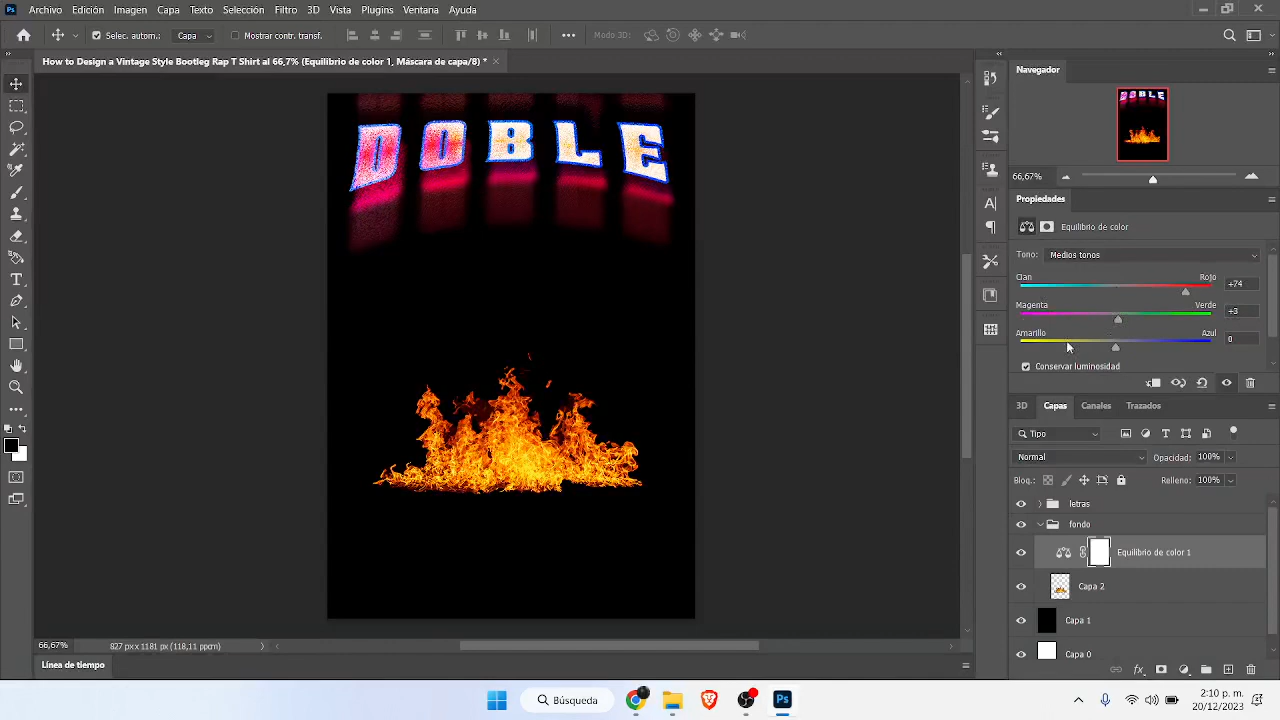 Ps Archivo Edición Imagen Capa Texto Selección Filtro 3D Vista Plugins Ventana Ayuda
Selec. autom.: Capa Mostrar contr. transf. ••• Modo 3D:
How to Design a Vintage Style Bootleg Rap T Shirt al 66,7% (Equilibrio de color 1, Máscara de capa/8) *
Navegador
DOBLE
66,67%
Propiedades
Equilibrio de color
Tono: Medios tonos
Cian Rojo +74
Magenta Verde +3
Amarillo Azul 0
Conservar luminosidad
3D Capas Canales Trazados
Tipo
Normal Opacidad: 100%
Bloq.: Relleno: 100%
letras
fondo
Equilibrio de color 1
Capa 2
Capa 1
Capa 0
66,67% 827 px x 1181 px (118,11 ppcm)
Línea de tiempo
Búsqueda
Ps
2:10:18 p. m.
20/12/2023